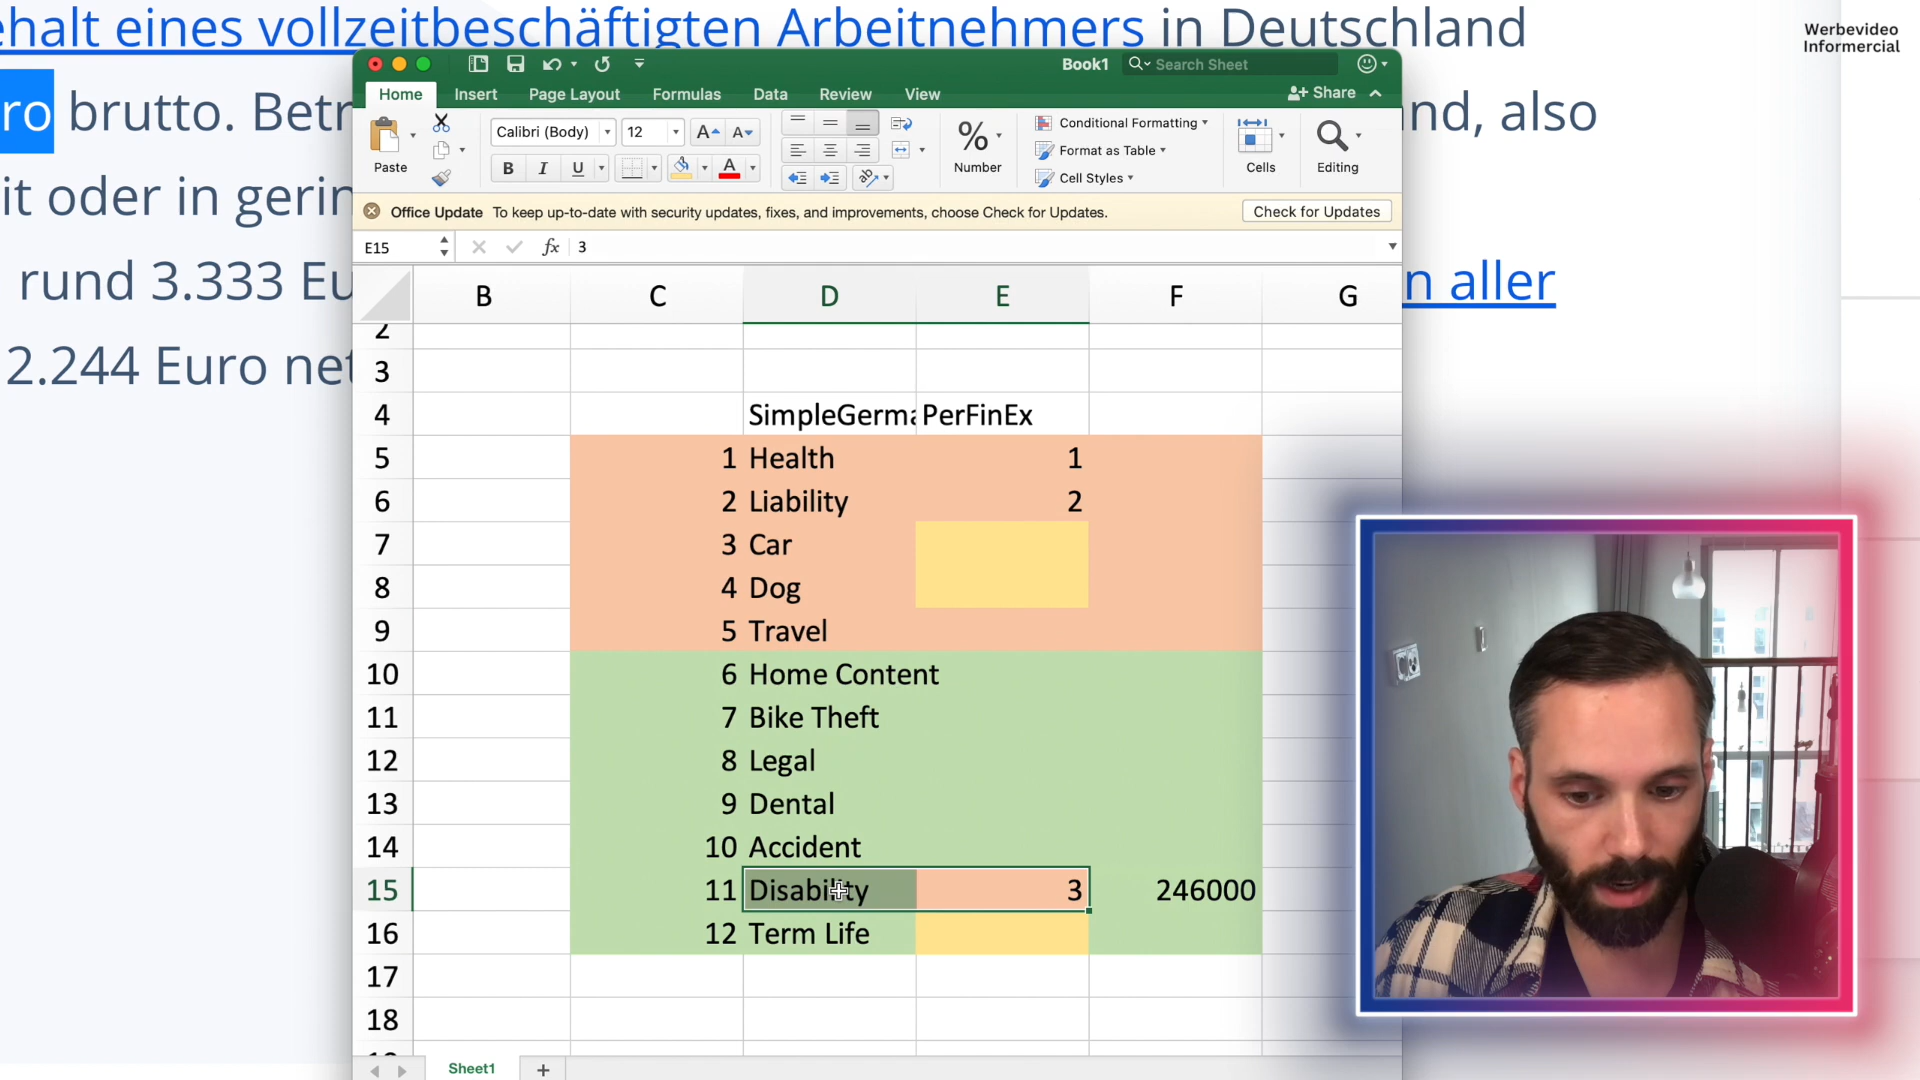 ehalt eines vollzeitbeschäftigten Arbeitnehmers in Deutschland
Werbevideo
Informercial
ro brutto. Betr
nd, also
it oder in gerin
rund 3.333 Eu
n aller
2.244 Euro net
Book1
Search Sheet
Home Insert Page Layout Formulas Data Review View
Share
Paste
Calibri (Body) 12
B I U
A A A
% Number
Conditional Formatting
Format as Table
Cell Styles
Cells
Editing
Office Update To keep up-to-date with security updates, fixes, and improvements, choose Check for Updates.
Check for Updates
E15 fx 3
B C D E F G
2
3
4 SimpleGerma PerFinEx
5 1 Health 1
6 2 Liability 2
7 3 Car
8 4 Dog
9 5 Travel
10 6 Home Content
11 7 Bike Theft
12 8 Legal
13 9 Dental
14 10 Accident
15 11 Disability 3 246000
16 12 Term Life
17
18
Sheet1